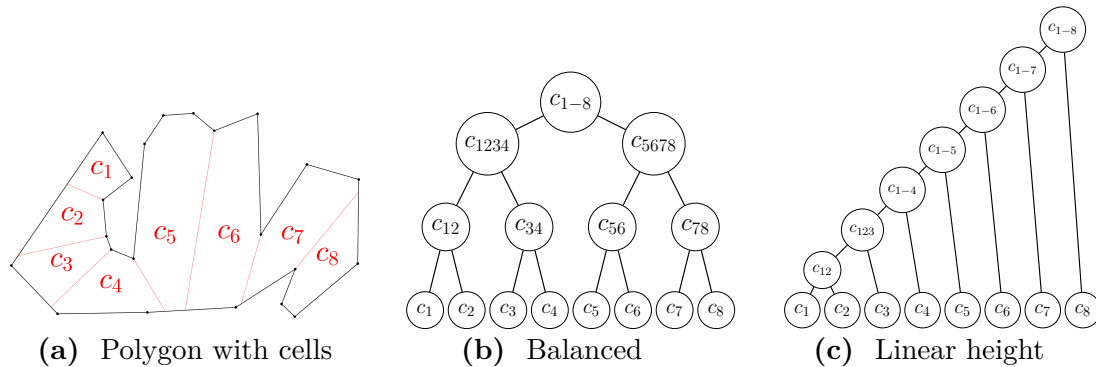 c₁
c₂
c₃
c₄
c₅
c₆
c₇
c₈
(a) Polygon with cells
c₁₋₈
c₁₂₃₄ c₅₆₇₈
c₁₂ c₃₄ c₅₆ c₇₈
c₁ c₂ c₃ c₄ c₅ c₆ c₇ c₈
(b) Balanced
c₁₋₈
c₁₋₇
c₁₋₆
c₁₋₅
c₁₋₄
c₁₂₃
c₁₂
c₁ c₂ c₃ c₄ c₅ c₆ c₇ c₈
(c) Linear height